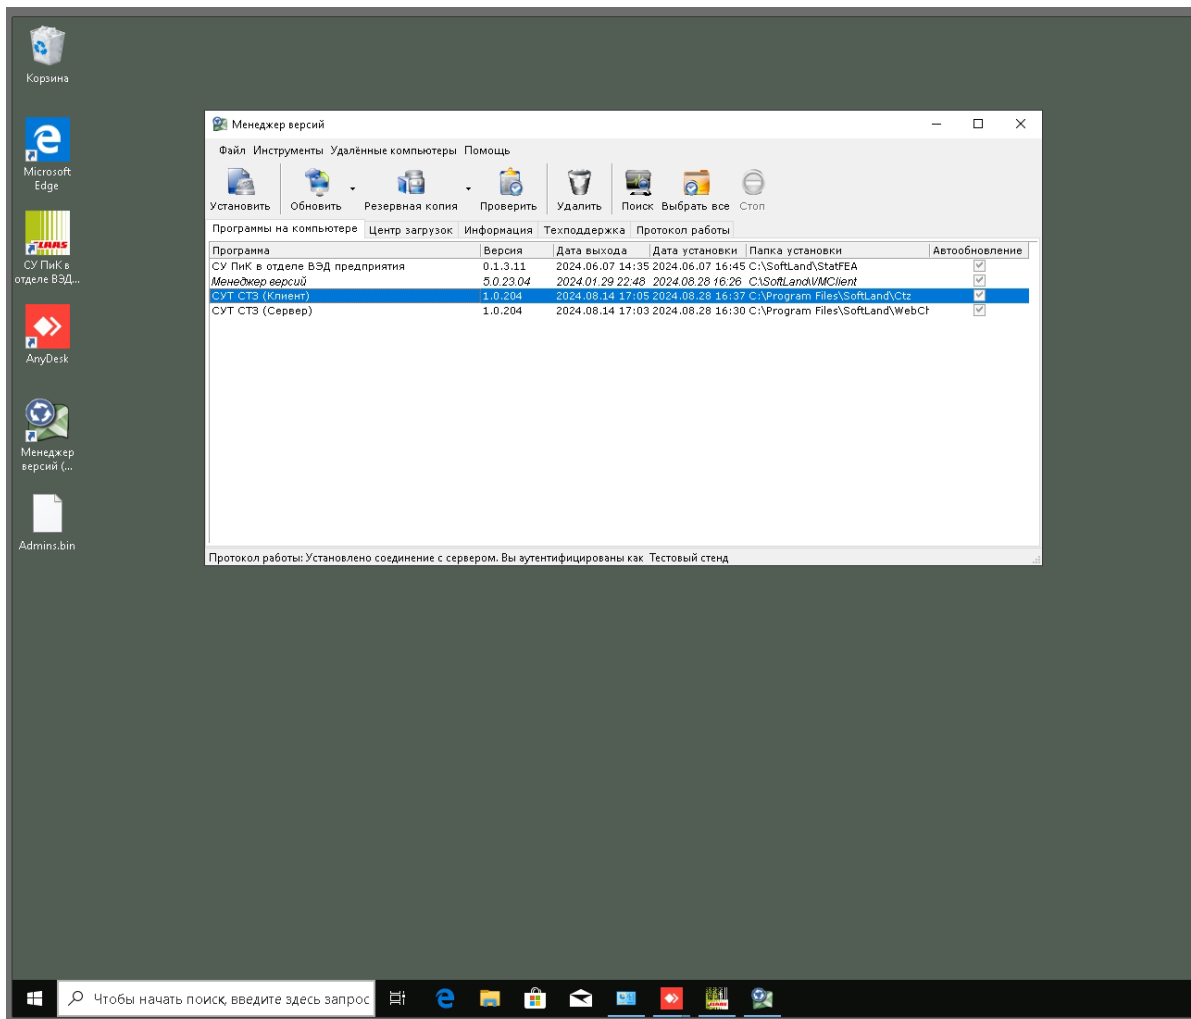 Корзина
Microsoft
Edge
CLAAS
СУ ПиК в
отделе ВЭД...
AnyDesk
Менеджер
версий (...
Admins.bin
Менеджер версий
Файл Инструменты Удалённые компьютеры Помощь
Установить Обновить Резервная копия Проверить Удалить Поиск Выбрать все Стоп
Программы на компьютере Центр загрузок Информация Техподдержка Протокол работы
Программа Версия Дата выхода Дата установки Папка установки Автообновление
СУ ПиК в отделе ВЭД предприятия 0.1.3.11 2024.06.07 14:35 2024.06.07 16:45 C:\SoftLand\StatFEA
Менеджер версий 5.0.23.04 2024.01.29 22:48 2024.08.28 16:26 C:\SoftLand\VMClient
СУТ СТЗ (Клиент) 1.0.204 2024.08.14 17:05 2024.08.28 16:37 C:\Program Files\SoftLand\Ctz
СУТ СТЗ (Сервер) 1.0.204 2024.08.14 17:03 2024.08.28 16:30 C:\Program Files\SoftLand\WebCh
Протокол работы: Установлено соединение с сервером. Вы аутентифицированы как Тестовый стенд
Чтобы начать поиск, введите здесь запрос